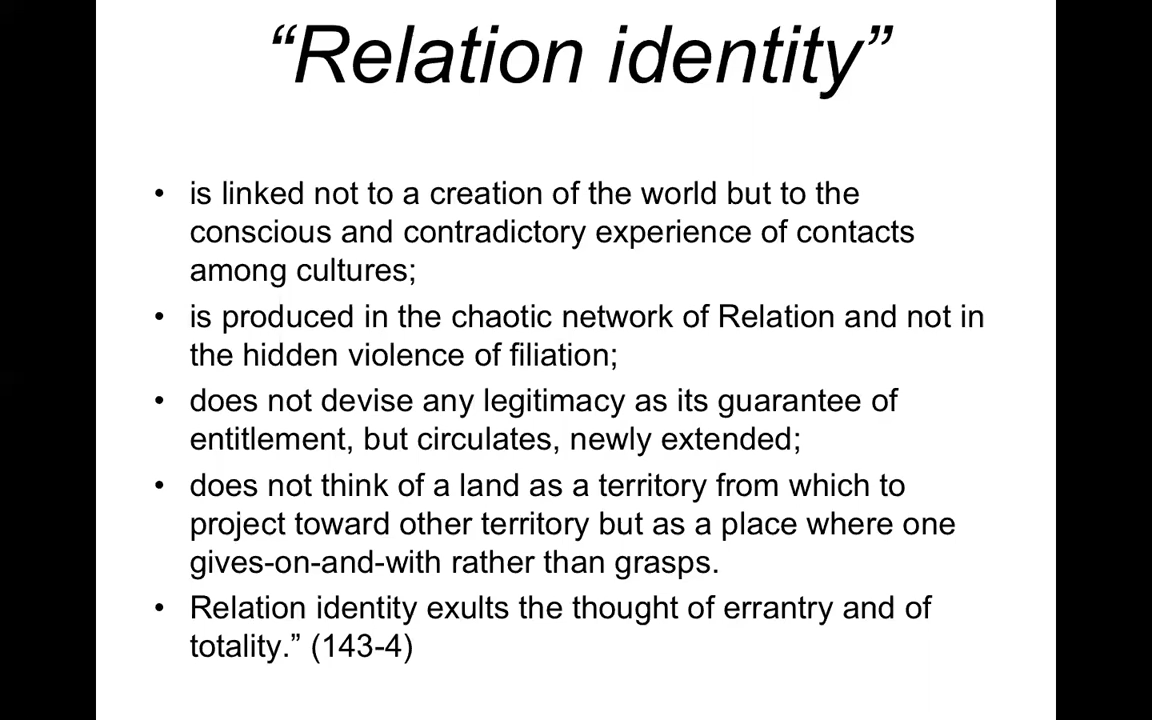 “Relation identity”
• is linked not to a creation of the world but to the
conscious and contradictory experience of contacts
among cultures;
• is produced in the chaotic network of Relation and not in
the hidden violence of filiation;
• does not devise any legitimacy as its guarantee of
entitlement, but circulates, newly extended;
• does not think of a land as a territory from which to
project toward other territory but as a place where one
gives-on-and-with rather than grasps.
• Relation identity exults the thought of errantry and of
totality.” (143-4)